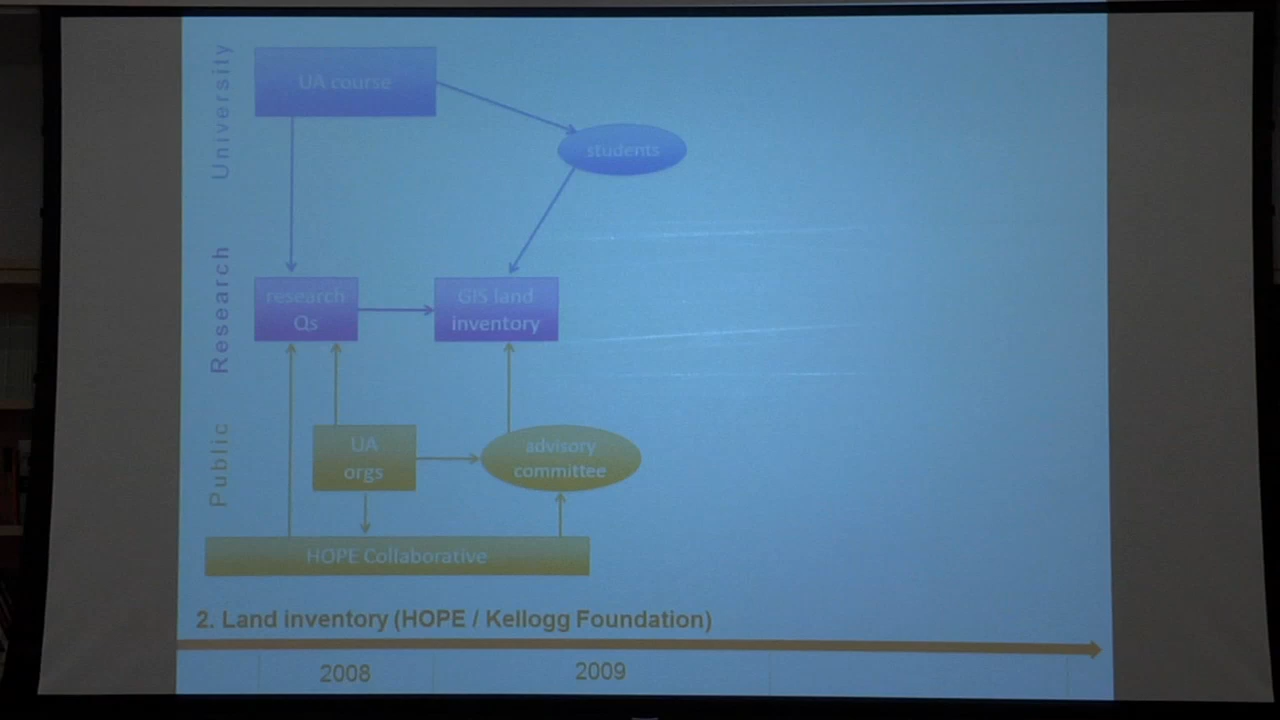 University
UA course
students
Research
research
Qs
GIS land
inventory
Public
UA
orgs
advisory
committee
HOPE Collaborative
2. Land inventory (HOPE / Kellogg Foundation)
2008
2009